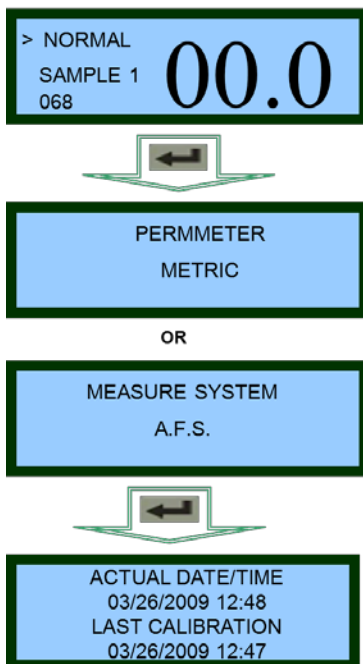 > NORMAL
SAMPLE 1
068
00.0
PERMMETER
METRIC
OR
MEASURE SYSTEM
A.F.S.
ACTUAL DATE/TIME
03/26/2009 12:48
LAST CALIBRATION
03/26/2009 12:47